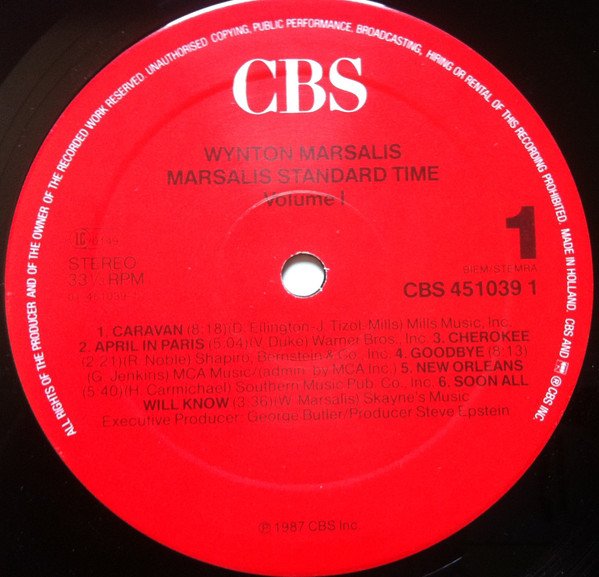 ALL RIGHTS OF THE PRODUCER AND OF THE OWNER OF THE RECORDED WORK RESERVED. UNAUTHORISED COPYING, PUBLIC PERFORMANCE, BROADCASTING, HIRING OR RENTAL OF THIS RECORDING PROHIBITED. MADE IN HOLLAND. CBS AND ® CBS INC.
CBS
WYNTON MARSALIS
MARSALIS STANDARD TIME
Volume I
1
STEREO
33⅓ RPM
BIEM/STEMRA
CBS 451039 1
1. CARAVAN (8:18)(D. Ellington-J. Tizol-Mills) Mills Music, Inc.
2. APRIL IN PARIS (5:04)(V. Duke) Warner Bros., Inc. 3. CHEROKEE
(2:21)(R. Noble) Shapiro, Bernstein & Co., Inc. 4. GOODBYE (8:13)
(G. Jenkins) MCA Music/(admin. by MCA Inc.) 5. NEW ORLEANS
(5:40)(H. Carmichael) Southern Music Pub. Co., Inc. 6. SOON ALL
WILL KNOW (3:36)(W. Marsalis) Skayne's Music
Executive Producer: George Butler/Producer Steve Epstein
℗ 1987 CBS Inc.